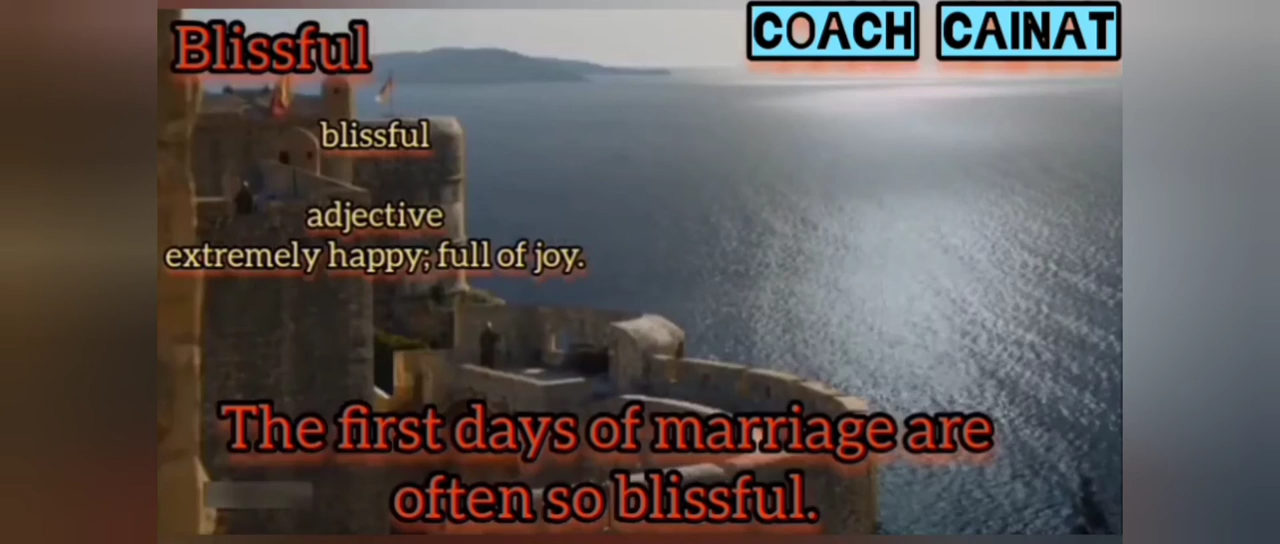 Blissful
COACH CAINAT
blissful
adjective
extremely happy; full of joy.
The first days of marriage are
often so blissful.